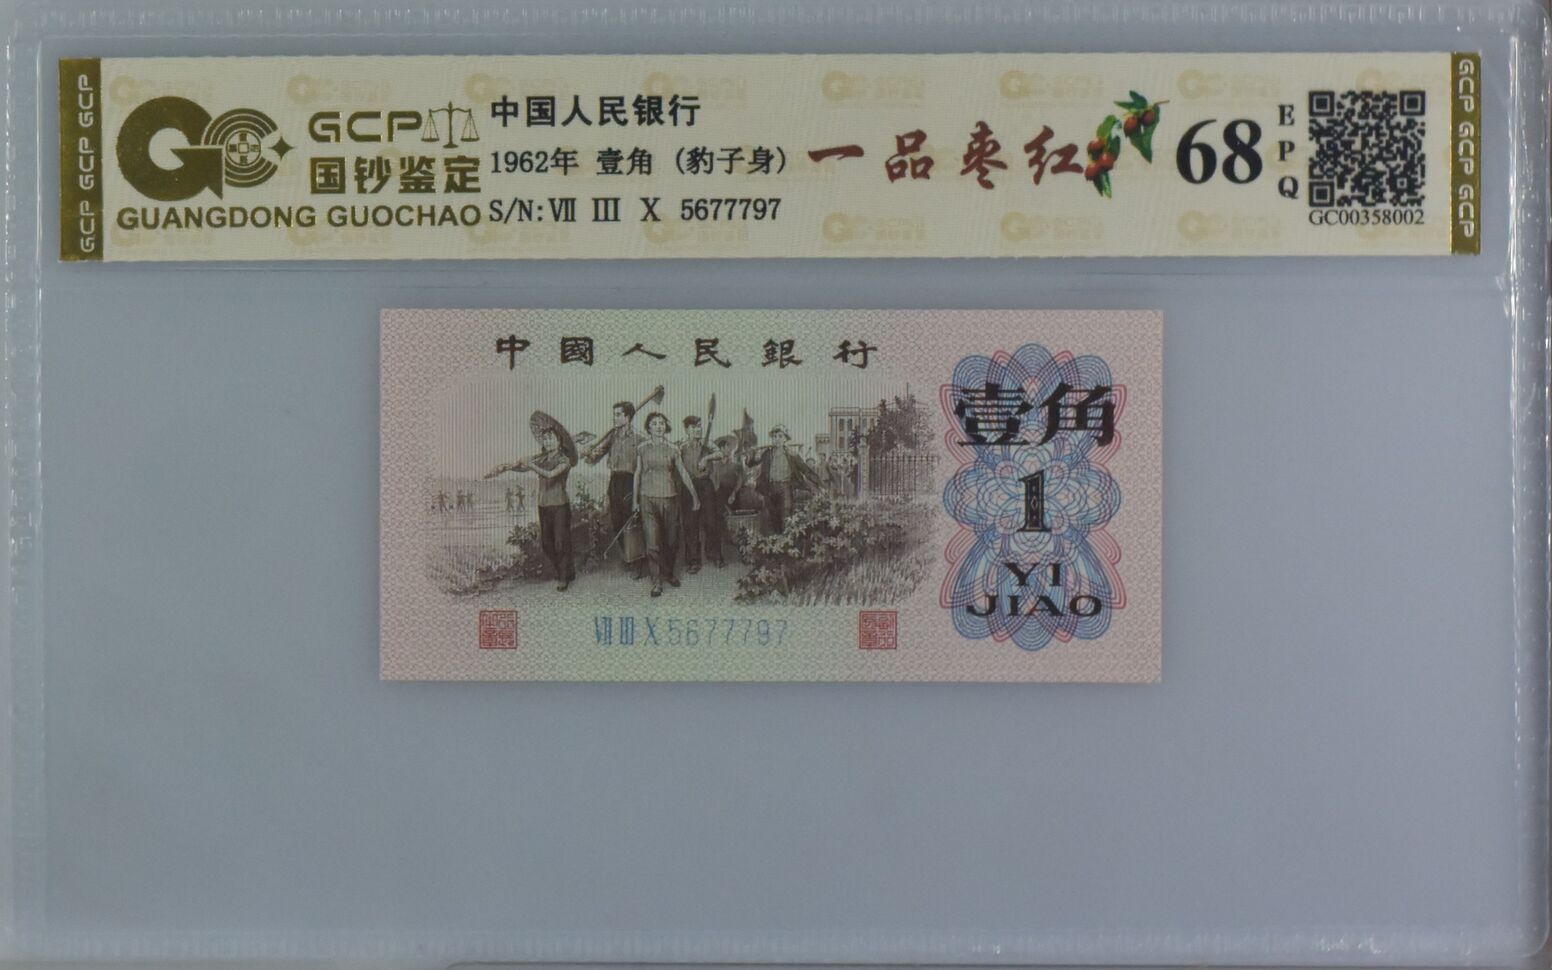 GCP GCP GCP
GCP
国钞鉴定
GUANGDONG GUOCHAO
中国人民银行
1962年 壹角 (豹子身)
S/N: Ⅶ Ⅲ Ⅹ 5677797
一品枣红
68
EPQ
GC00358002
GCP GCP GCP
中國人民銀行
壹角
1
YI
JIAO
Ⅶ Ⅲ Ⅹ 5677797